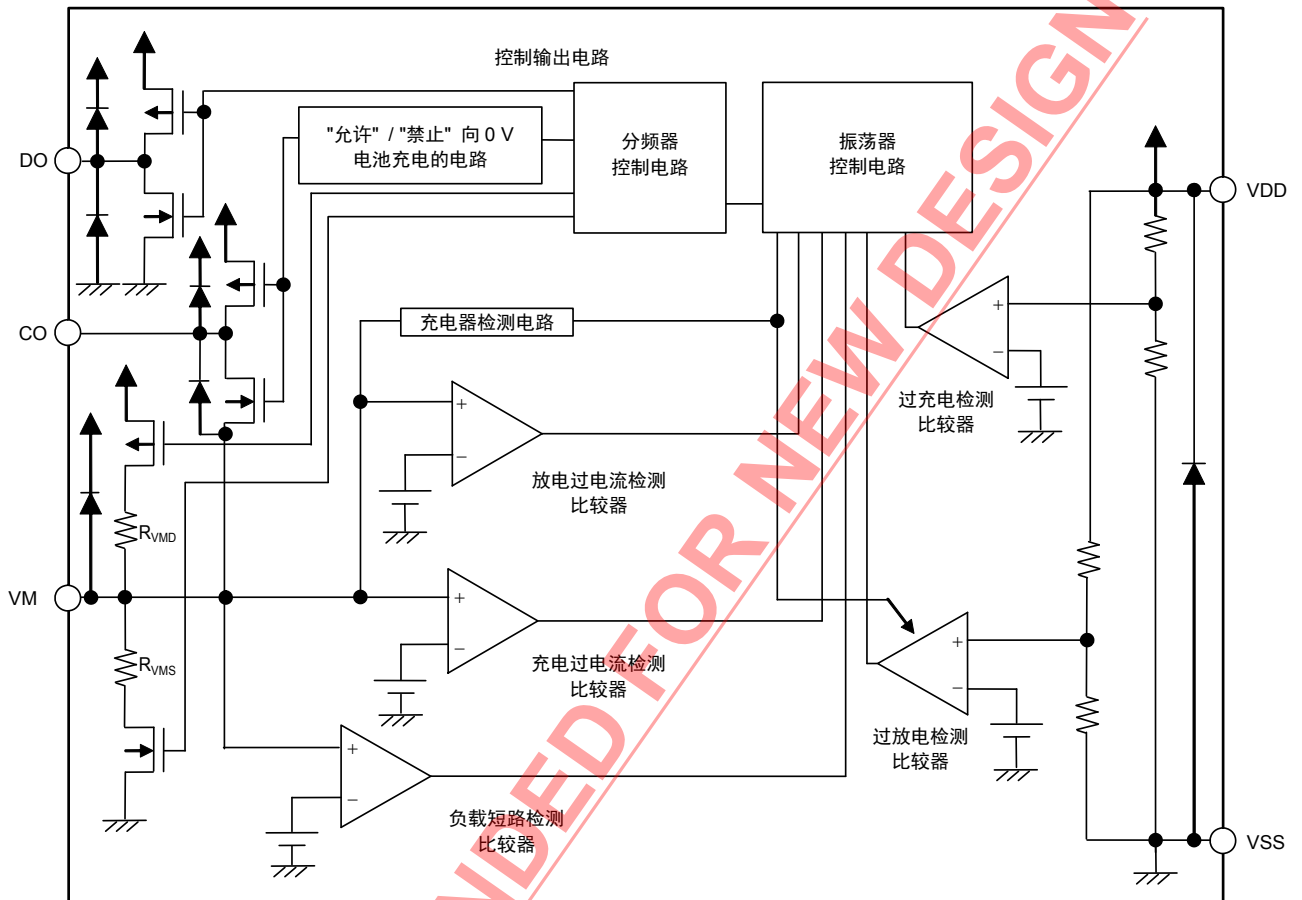 控制输出电路
DO
"允许" / "禁止" 向 0 V
电池充电的电路
分频器
控制电路
振荡器
控制电路
VDD
CO
充电器检测电路
+
−
过充电检测
比较器
+
−
放电过电流检测
比较器
RVMD
VM
+
−
充电过电流检测
比较器
RVMS
+
−
过放电检测
比较器
+
−
负载短路检测
比较器
VSS
NDED FOR NEW DESIGN